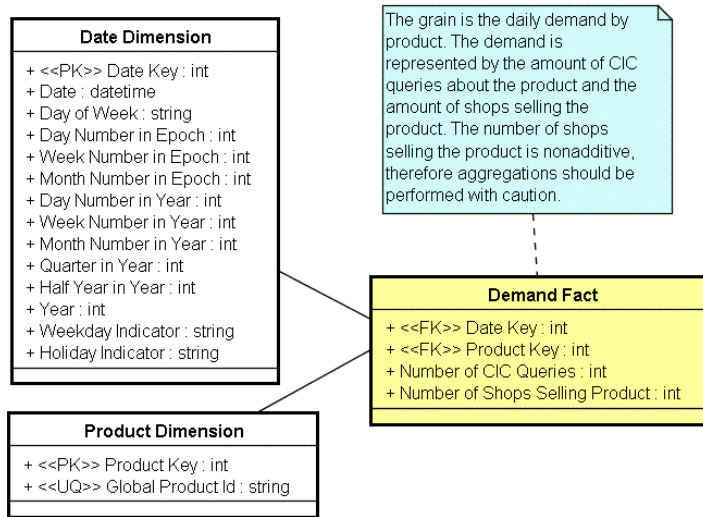 Date Dimension
+ <<PK>> Date Key : int
+ Date : datetime
+ Day of Week : string
+ Day Number in Epoch : int
+ Week Number in Epoch : int
+ Month Number in Epoch : int
+ Day Number in Year : int
+ Week Number in Year : int
+ Month Number in Year : int
+ Quarter in Year : int
+ Half Year in Year : int
+ Year : int
+ Weekday Indicator : string
+ Holiday Indicator : string
The grain is the daily demand by
product. The demand is
represented by the amount of CIC
queries about the product and the
amount of shops selling the
product. The number of shops
selling the product is nonadditive,
therefore aggregations should be
performed with caution.
Demand Fact
+ <<FK>> Date Key : int
+ <<FK>> Product Key : int
+ Number of CIC Queries : int
+ Number of Shops Selling Product : int
Product Dimension
+ <<PK>> Product Key : int
+ <<UQ>> Global Product Id : string